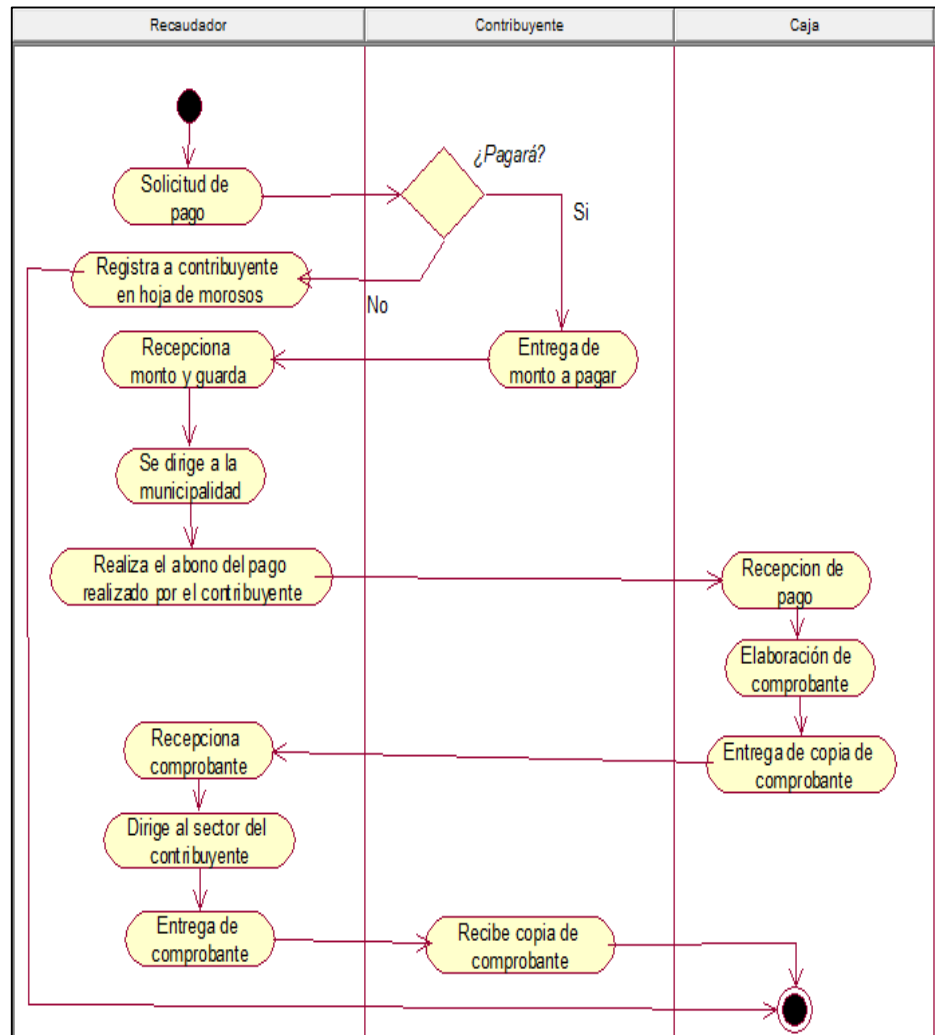 Recaudador
Contribuyente
Caja
¿Pagará?
Solicitud de
pago
Si
Registra a contribuyente
en hoja de morosos
No
Recepciona
monto y guarda
Entrega de
monto a pagar
Se dirige a la
municipalidad
Realiza el abono del pago
realizado por el contribuyente
Recepcion de
pago
Elaboración de
comprobante
Recepciona
comprobante
Entrega de copia de
comprobante
Dirige al sector del
contribuyente
Entrega de
comprobante
Recibe copia de
comprobante